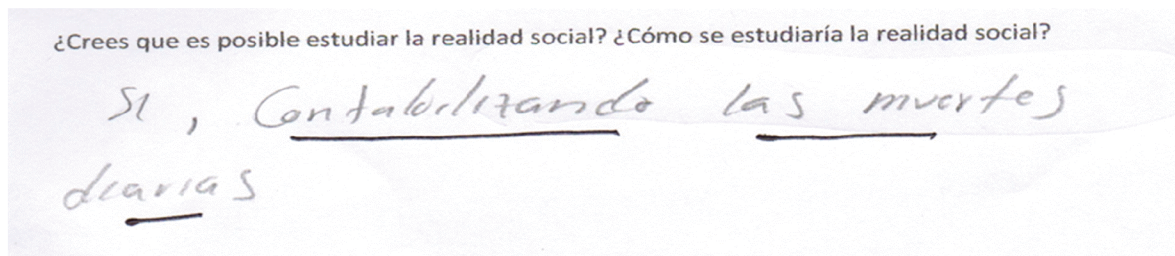 ¿Crees que es posible estudiar la realidad social? ¿Cómo se estudiaría la realidad social?
SI, Contabilizando las muertes
diarias